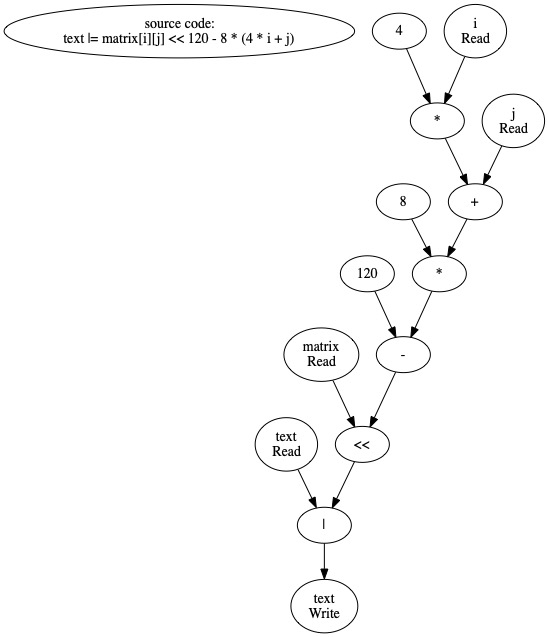 source code:
text |= matrix[i][j] << 120 - 8 * (4 * i + j)
4
i
Read
*
j
Read
8
+
120
*
matrix
Read
-
text
Read
<<
|
text
Write